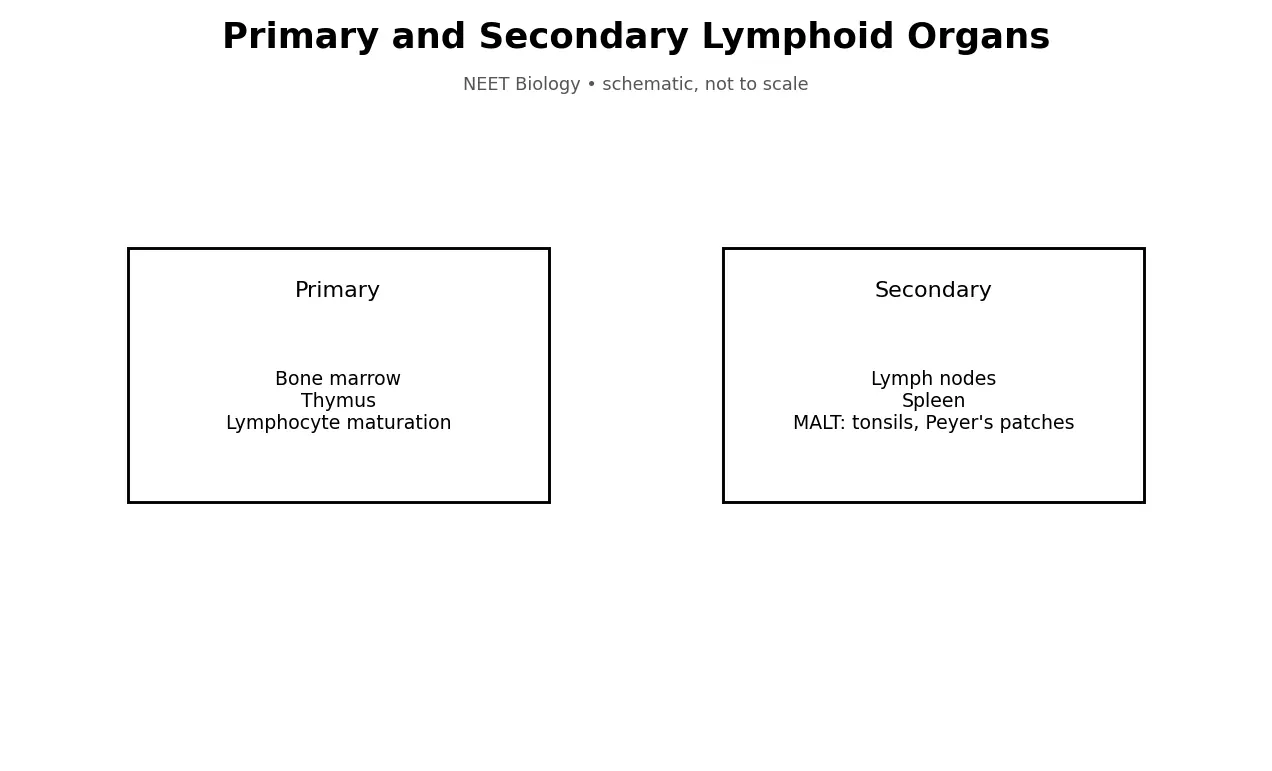 Primary and Secondary Lymphoid Organs
NEET Biology • schematic, not to scale
Primary
Bone marrow
Thymus
Lymphocyte maturation
Secondary
Lymph nodes
Spleen
MALT: tonsils, Peyer's patches